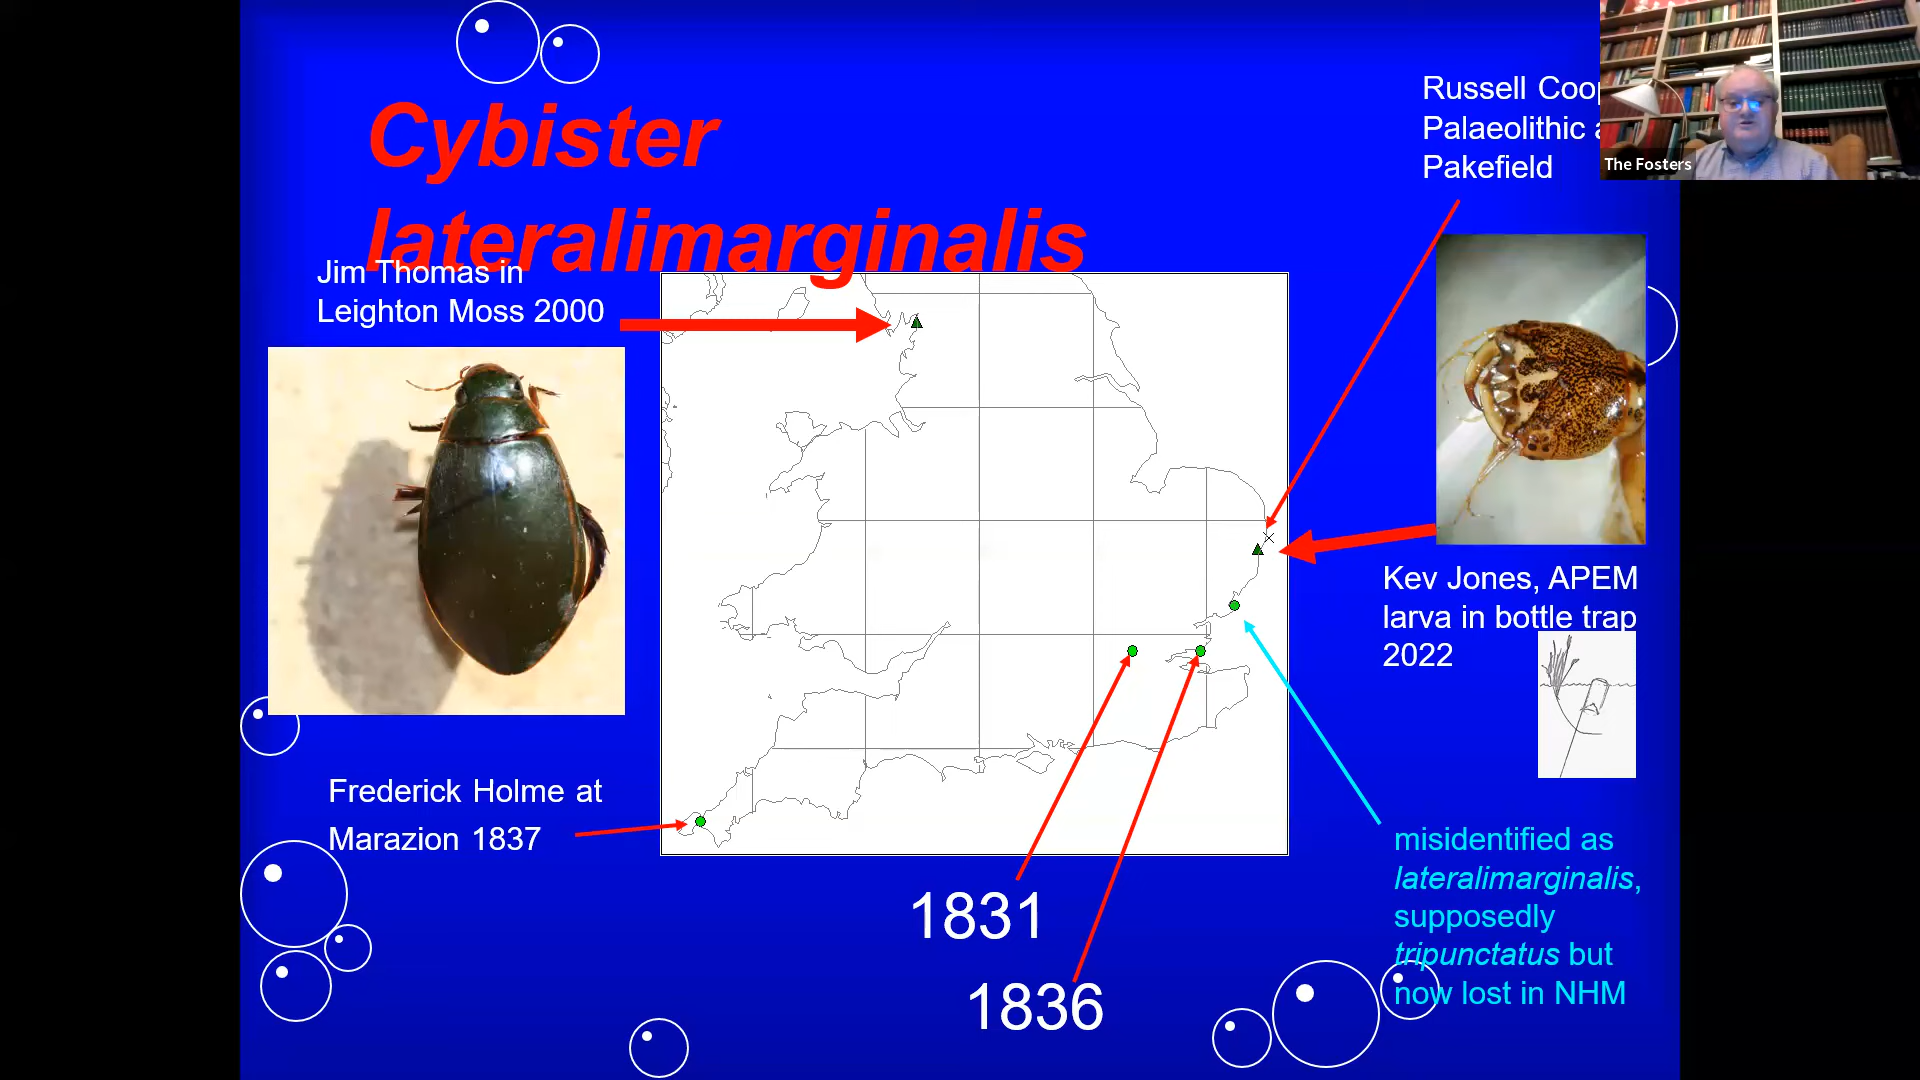 Cybister
lateralimarginalis
Russell
Palaeolithic
Pakefield
The Fosters
Jim Thomas in
Leighton Moss 2000
Kev Jones, APEM
larva in bottle trap
2022
Frederick Holme at
Marazion 1837
misidentified as
lateralimarginalis,
supposedly
tripunctatus but
now lost in NHM
1831
1836